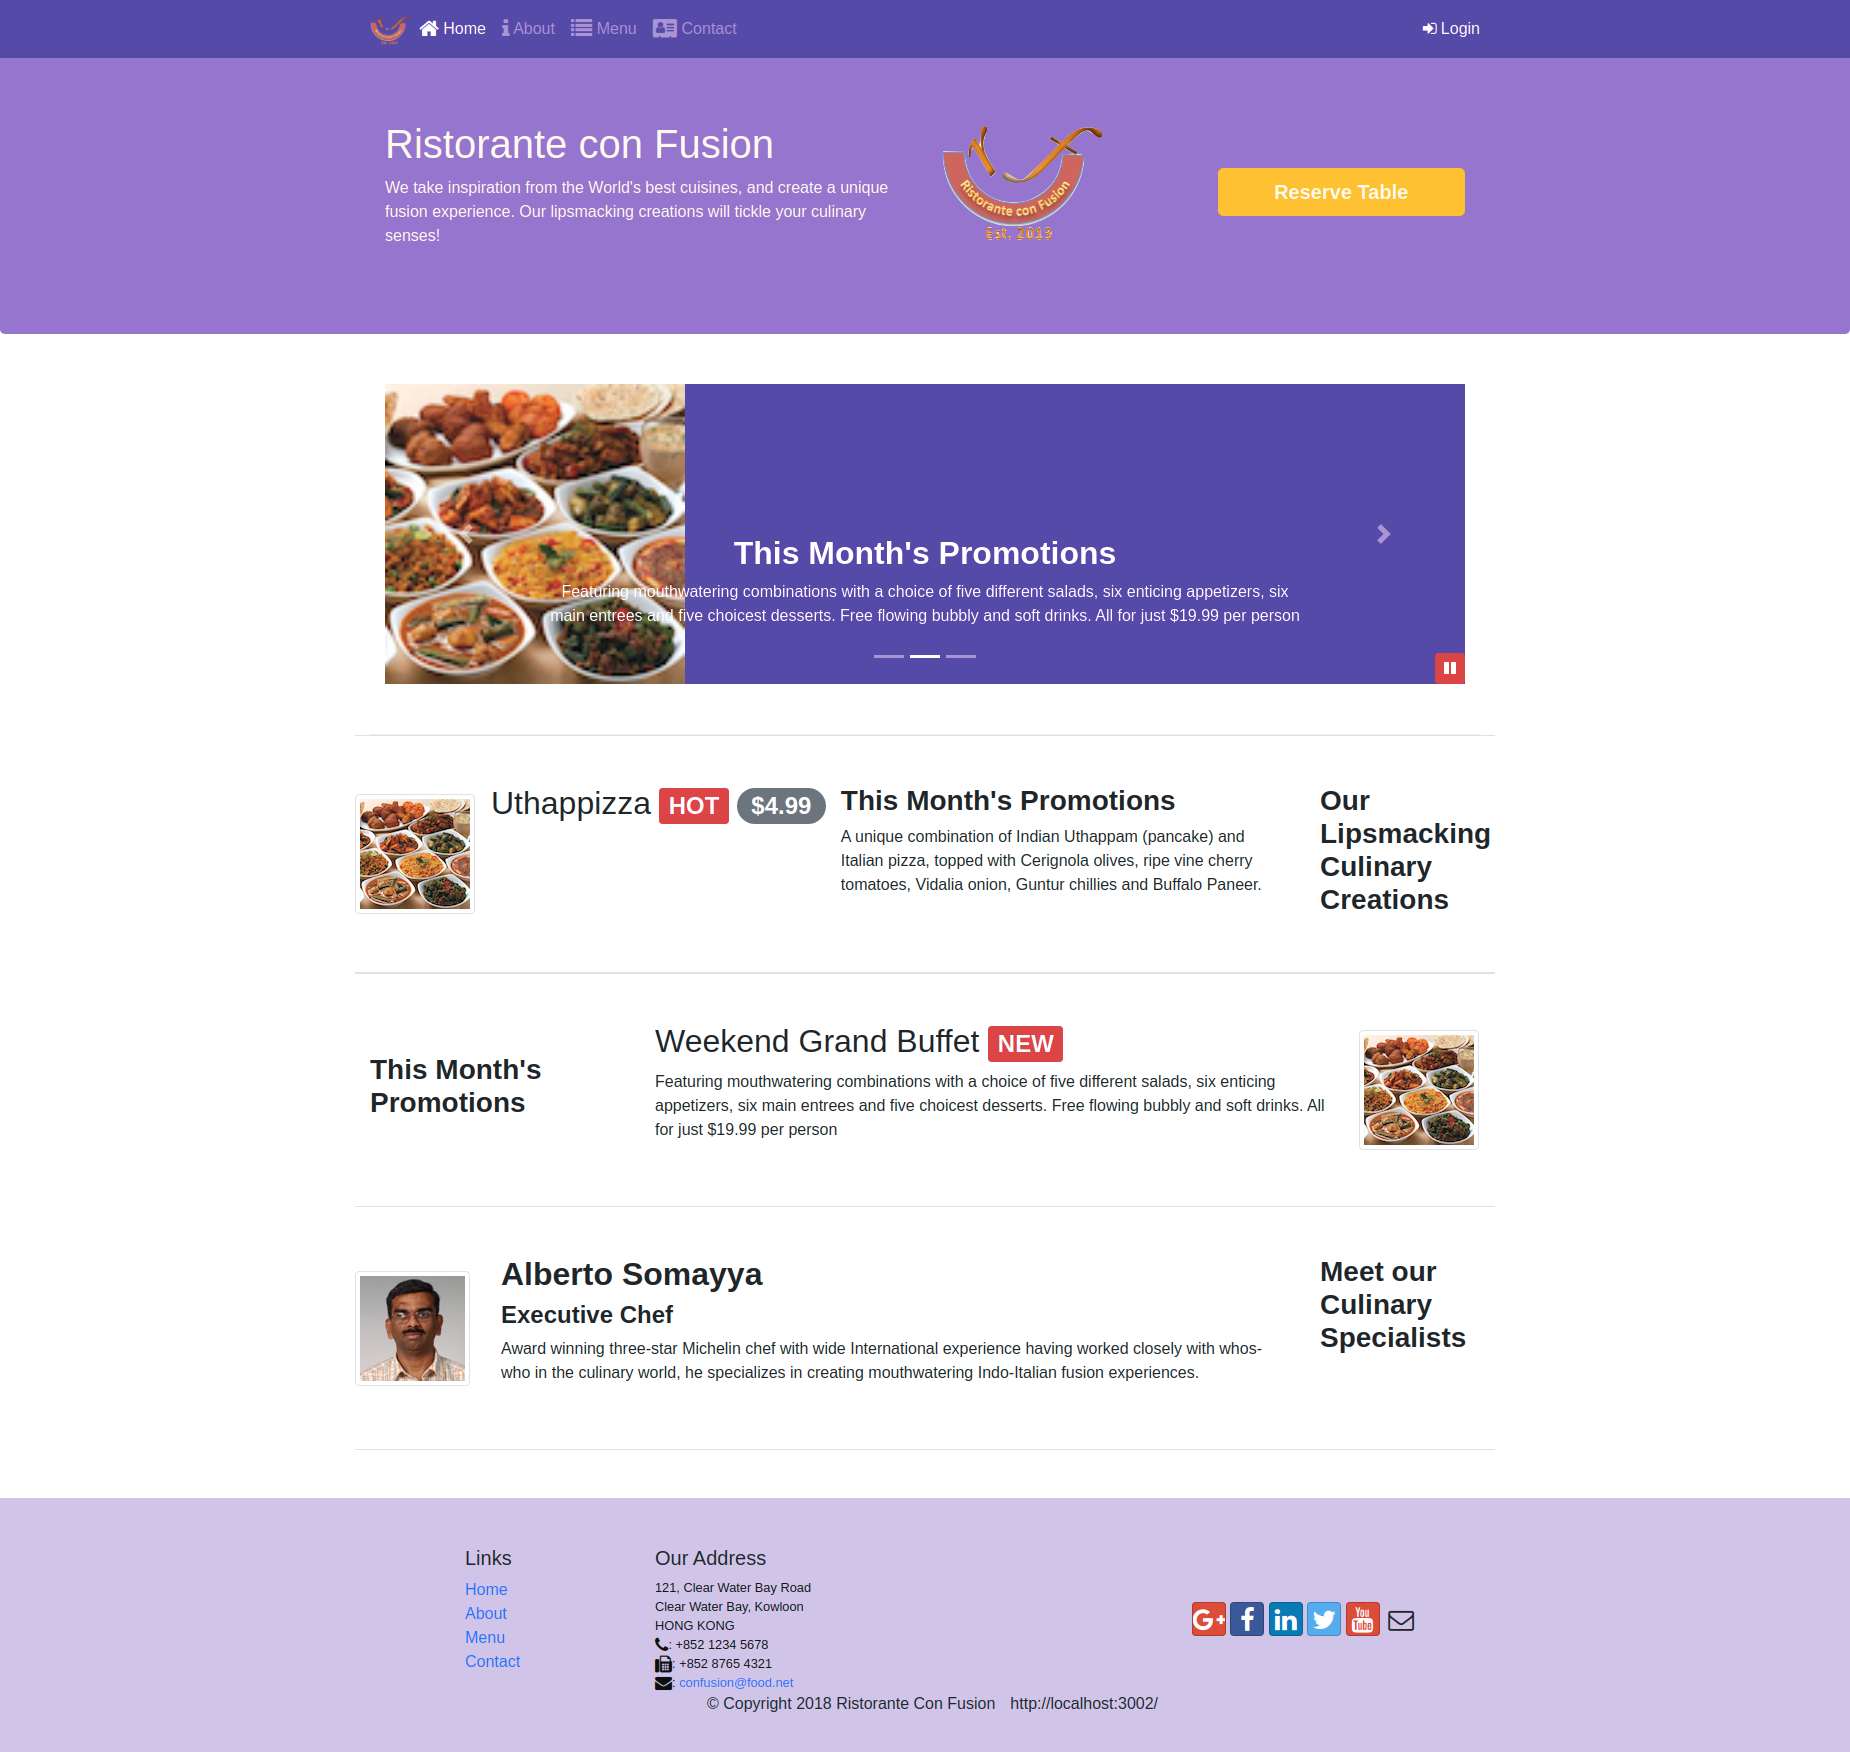 Home About Menu Contact Login
Ristorante con Fusion
We take inspiration from the World's best cuisines, and create a unique
fusion experience. Our lipsmacking creations will tickle your culinary
senses!
Ristorante con Fusion
Est. 2013
Reserve Table
This Month's Promotions
Featuring mouthwatering combinations with a choice of five different salads, six enticing appetizers, six
main entrees and five choicest desserts. Free flowing bubbly and soft drinks. All for just $19.99 per person
Uthappizza HOT $4.99
This Month's Promotions
A unique combination of Indian Uthappam (pancake) and
Italian pizza, topped with Cerignola olives, ripe vine cherry
tomatoes, Vidalia onion, Guntur chillies and Buffalo Paneer.
Our
Lipsmacking
Culinary
Creations
This Month's
Promotions
Weekend Grand Buffet NEW
Featuring mouthwatering combinations with a choice of five different salads, six enticing
appetizers, six main entrees and five choicest desserts. Free flowing bubbly and soft drinks. All
for just $19.99 per person
Alberto Somayya
Executive Chef
Award winning three-star Michelin chef with wide International experience having worked closely with whos-
who in the culinary world, he specializes in creating mouthwatering Indo-Italian fusion experiences.
Meet our
Culinary
Specialists
Links
Home
About
Menu
Contact
Our Address
121, Clear Water Bay Road
Clear Water Bay, Kowloon
HONG KONG
: +852 1234 5678
: +852 8765 4321
: confusion@food.net
G+ f in You Tube
© Copyright 2018 Ristorante Con Fusion http://localhost:3002/